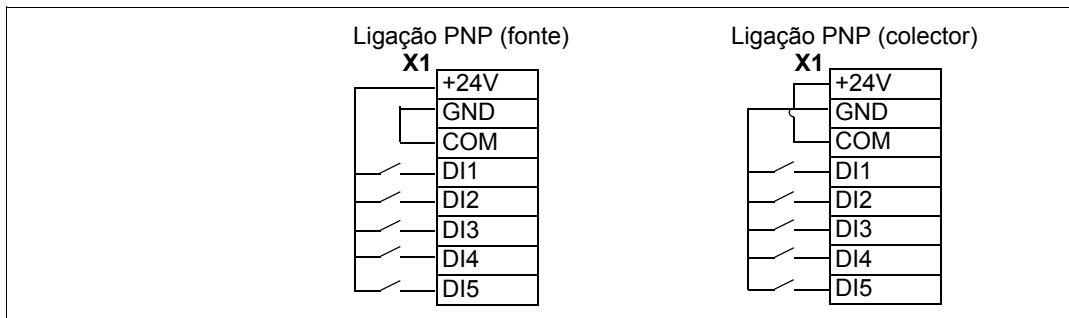 Ligação PNP (fonte)
X1
+24V
GND
COM
DI1
DI2
DI3
DI4
DI5
Ligação PNP (colector)
X1
+24V
GND
COM
DI1
DI2
DI3
DI4
DI5